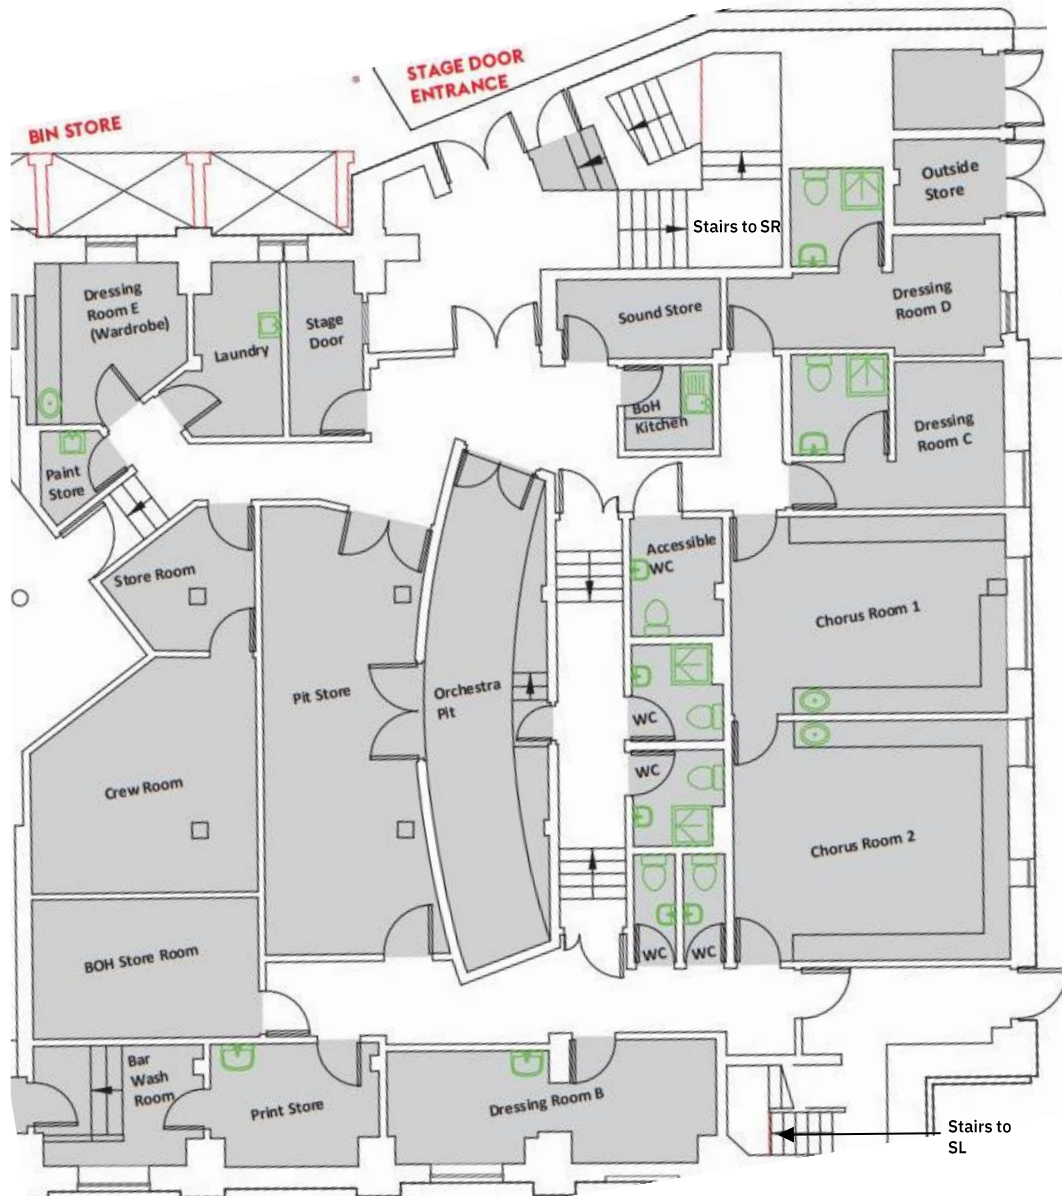 STAGE DOOR
ENTRANCE
BIN STORE
Outside
Store
Stairs to SR
Dressing
Room E
(Wardrobe)
Laundry
Stage
Door
Sound Store
Dressing
Room D
BoH
Kitchen
Dressing
Room C
Paint
Store
Store Room
Accessible
WC
Chorus Room 1
Pit Store
Orchestra
Pit
WC
WC
Crew Room
Chorus Room 2
BOH Store Room
WC
WC
Bar
Wash
Room
Print Store
Dressing Room B
Stairs to
SL